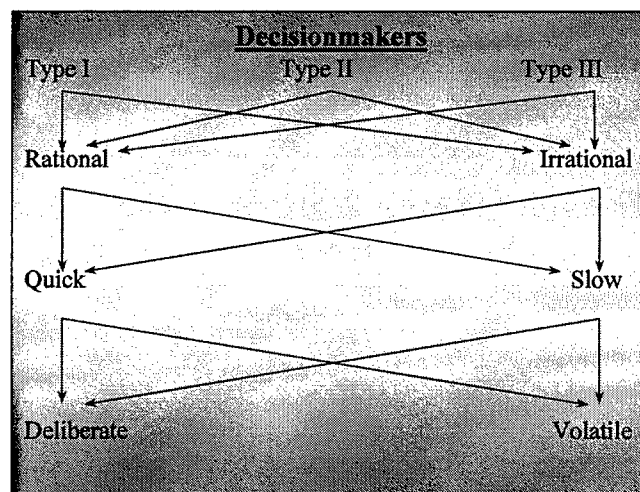 Decisionmakers
Type I Type II Type III
Rational Irrational
Quick Slow
Deliberate Volatile